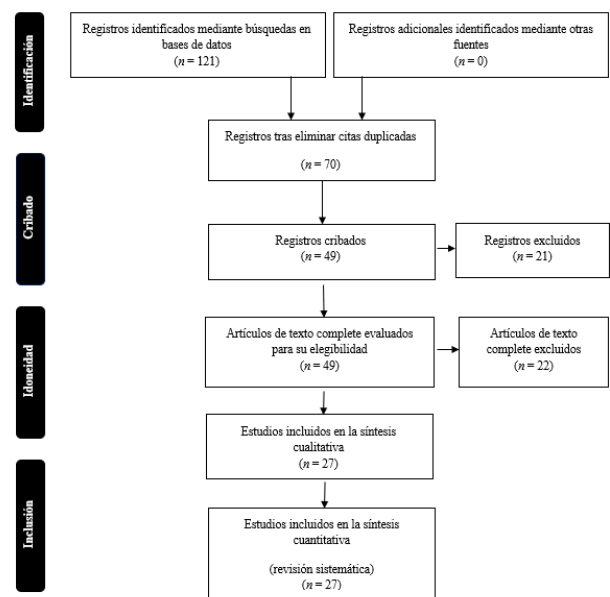 Identificación
Registros identificados mediante búsquedas en
bases de datos
(n = 121)
Registros adicionales identificados mediante otras
fuentes
(n = 0)
Registros tras eliminar citas duplicadas
(n = 70)
Cribado
Registros cribados
(n = 49)
Registros excluidos
(n = 21)
Idoneidad
Artículos de texto complete evaluados
para su elegibilidad
(n = 49)
Artículos de texto
complete excluidos
(n = 22)
Estudios incluidos en la síntesis
cualitativa
(n = 27)
Inclusión
Estudios incluidos en la síntesis
cuantitativa
(revisión sistemática)
(n = 27)